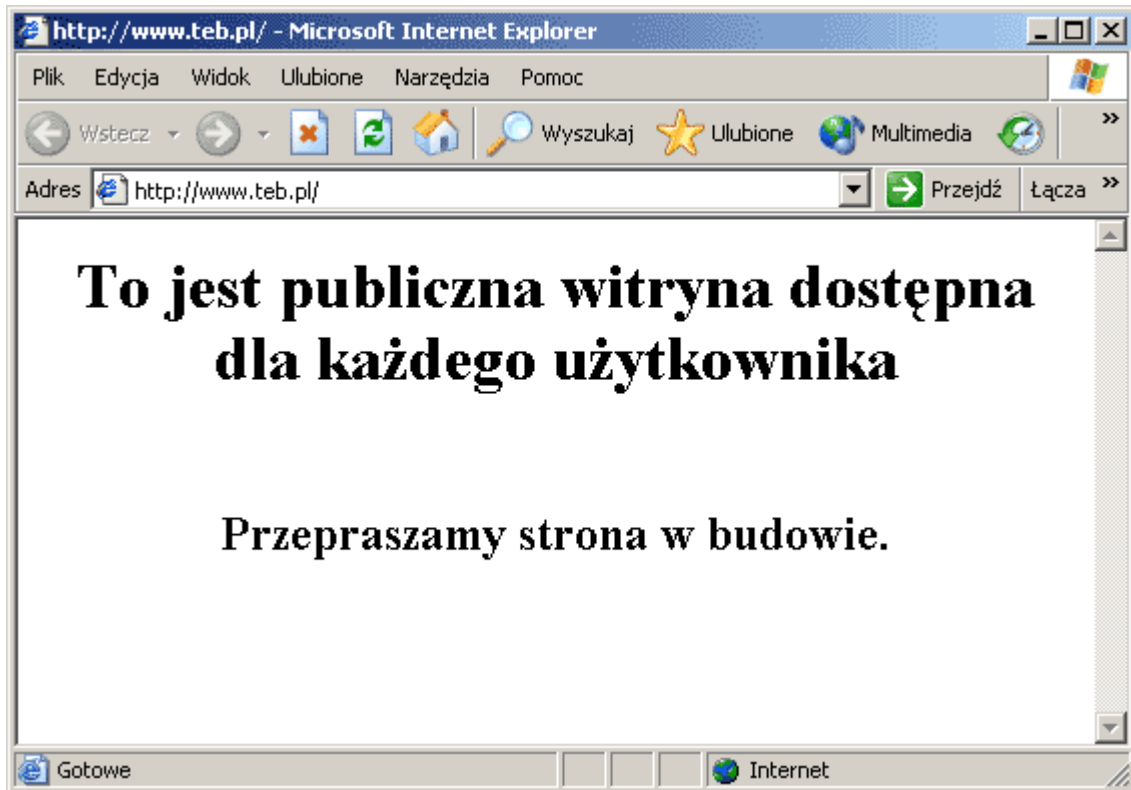 http://www.teb.pl/ - Microsoft Internet Explorer
Plik Edycja Widok Ulubione Narzędzia Pomoc
Wstecz Wyszukaj Ulubione Multimedia »
Adres http://www.teb.pl/ Przejdź Łącza »
To jest publiczna witryna dostępna
dla każdego użytkownika
Przepraszamy strona w budowie.
Gotowe Internet